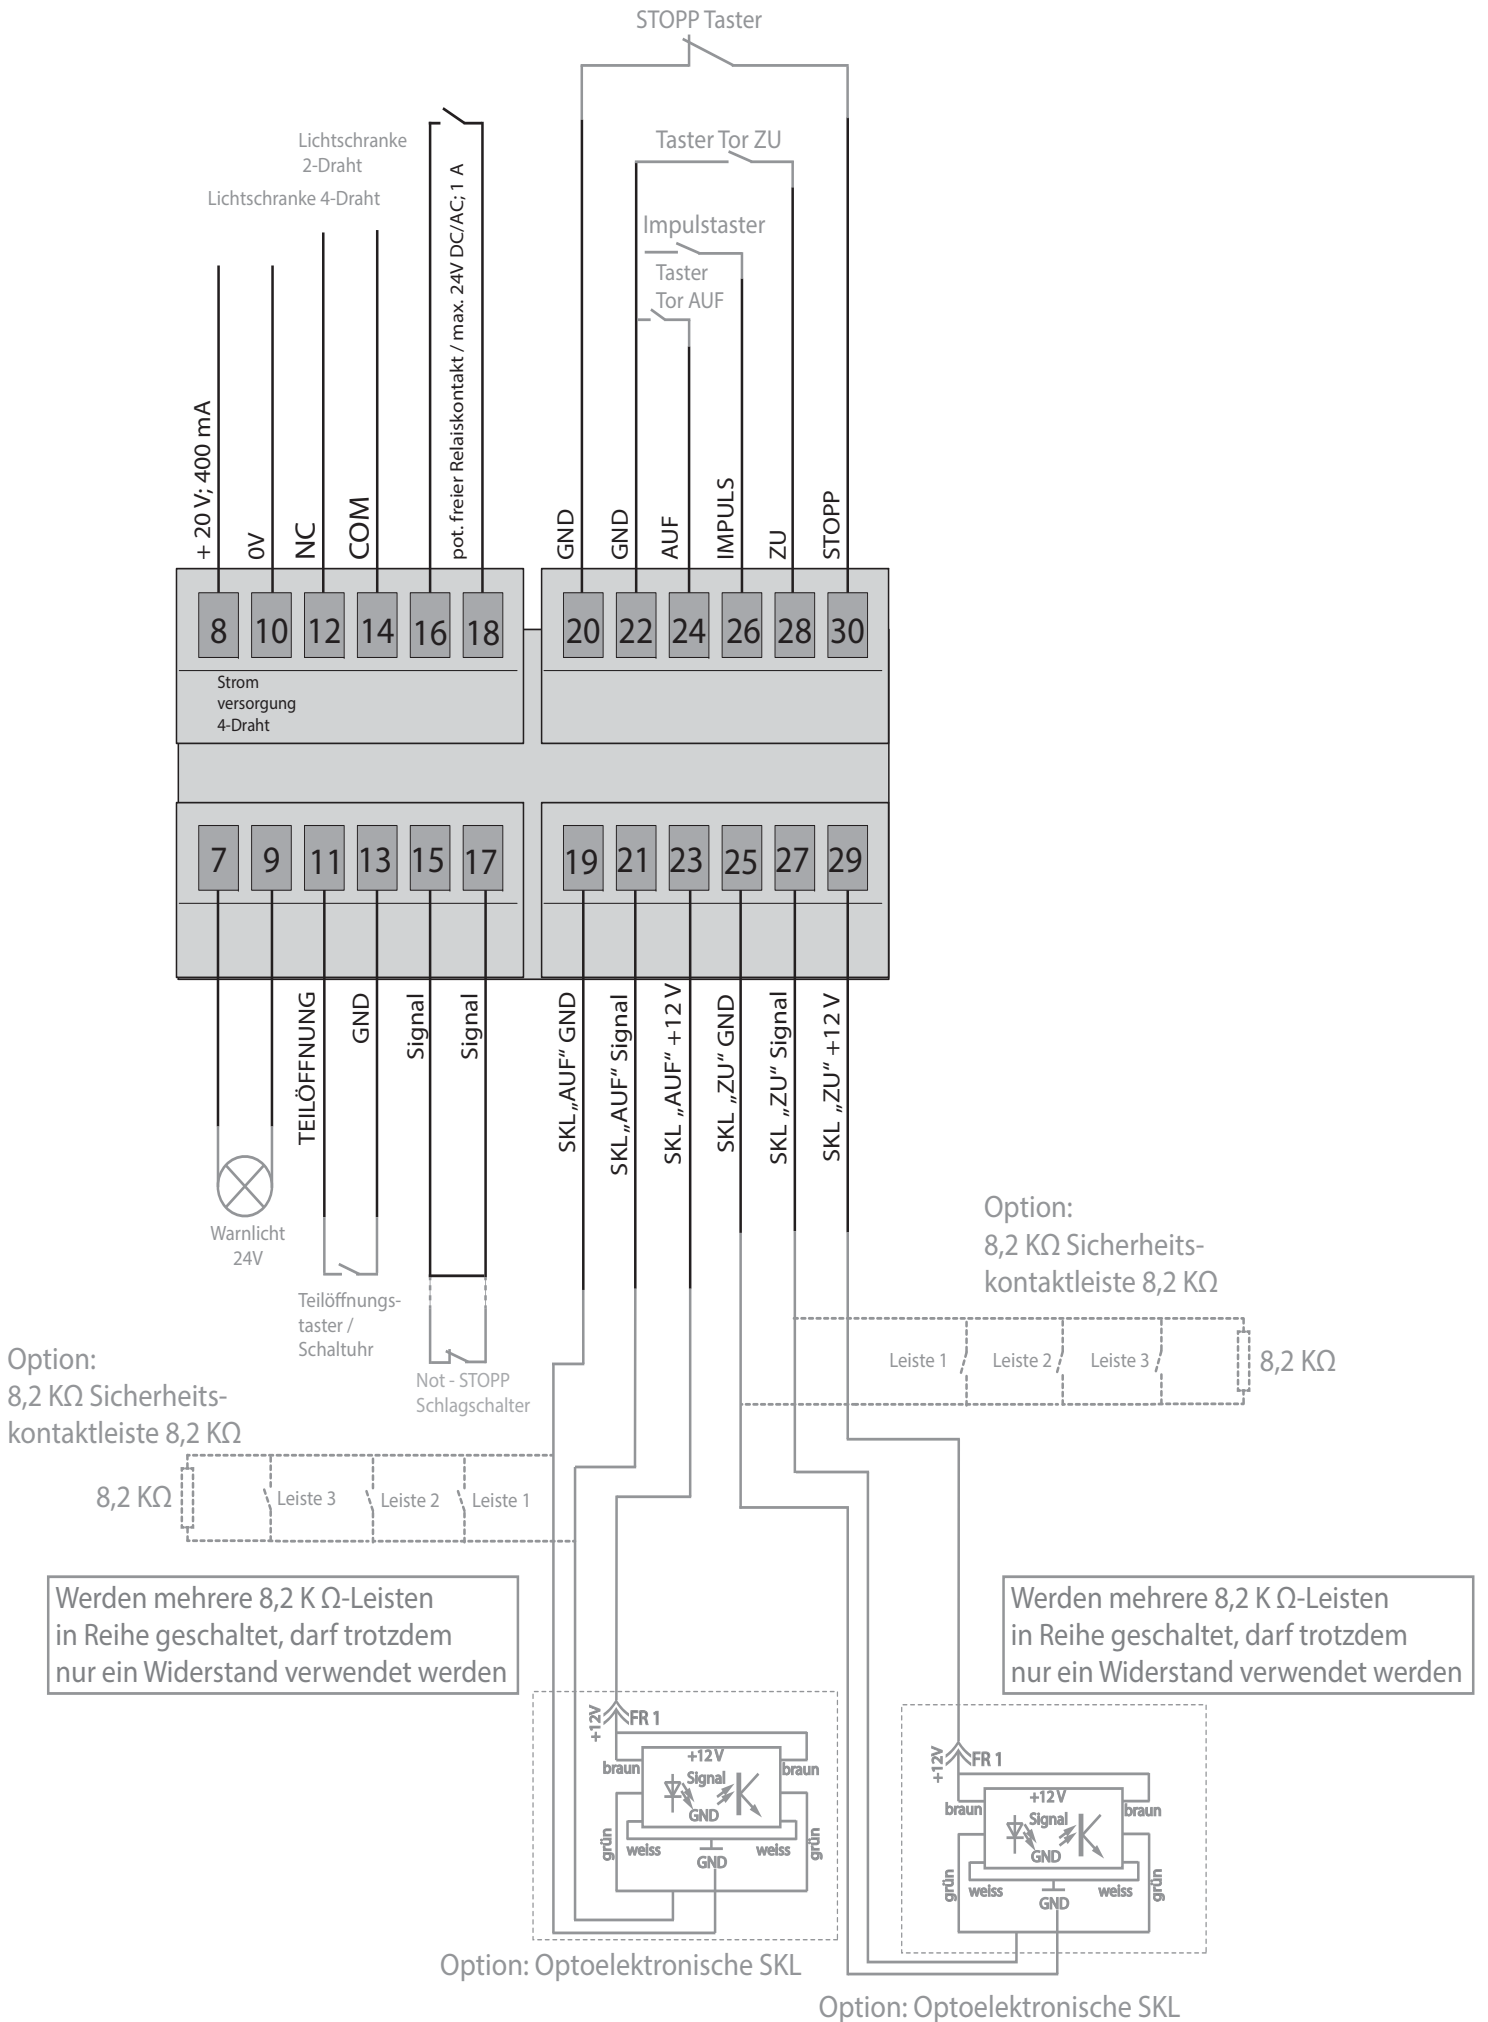 STOPP Taster
Lichtschranke
2-Draht
Lichtschranke 4-Draht
Taster Tor ZU
Impulstaster
Taster
Tor AUF
+ 20 V; 400 mA
0V
NC
COM
pot. freier Relaiskontakt / max. 24V DC/AC; 1 A
GND
GND
AUF
IMPULS
ZU
STOPP
8 10 12 14 16 18 20 22 24 26 28 30
Strom
versorgung
4-Draht
7 9 11 13 15 17 19 21 23 25 27 29
TEILÖFFNUNG
GND
Signal
Signal
SKL „AUF“ GND
SKL „AUF“ Signal
SKL „AUF“ +12 V
SKL „ZU“ GND
SKL „ZU“ Signal
SKL „ZU“ +12 V
Warnlicht
24V
Teilöffnungs-
taster /
Schaltuhr
Not - STOPP
Schlagschalter
Option:
8,2 KΩ Sicherheits-
kontaktleiste 8,2 KΩ
Leiste 1 Leiste 2 Leiste 3 8,2 KΩ
Option:
8,2 KΩ Sicherheits-
kontaktleiste 8,2 KΩ
8,2 KΩ Leiste 3 Leiste 2 Leiste 1
Werden mehrere 8,2 K Ω-Leisten
in Reihe geschaltet, darf trotzdem
nur ein Widerstand verwendet werden
Werden mehrere 8,2 K Ω-Leisten
in Reihe geschaltet, darf trotzdem
nur ein Widerstand verwendet werden
+12V FR 1
+12 V
braun Signal braun
GND
grün weiss GND weiss grün
Option: Optoelektronische SKL
+12V FR 1
+12 V
braun Signal braun
GND
grün weiss GND weiss grün
Option: Optoelektronische SKL